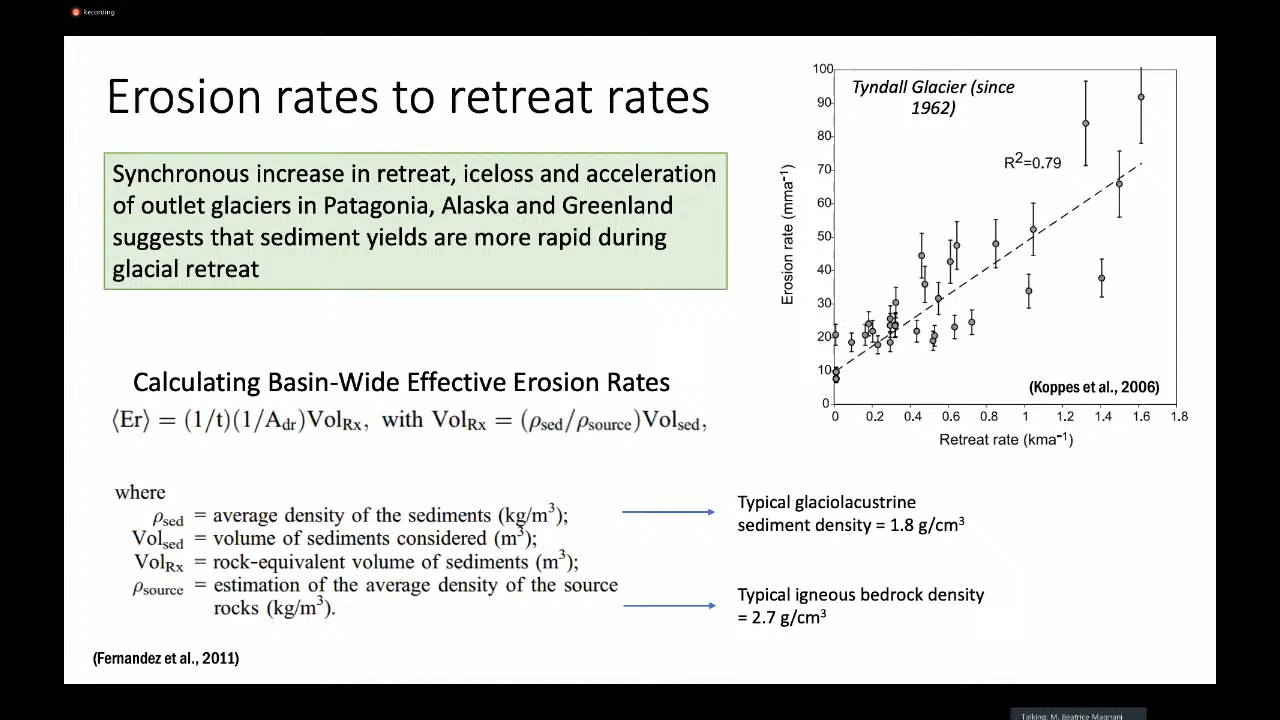 Recording
Erosion rates to retreat rates
Synchronous increase in retreat, iceloss and acceleration
of outlet glaciers in Patagonia, Alaska and Greenland
suggests that sediment yields are more rapid during
glacial retreat
Calculating Basin-Wide Effective Erosion Rates
⟨Er⟩ = (1/t)(1/A_dr)Vol_Rx, with Vol_Rx = (ρ_sed/ρ_source)Vol_sed,
where
ρ_sed = average density of the sediments (kg/m³);
Vol_sed = volume of sediments considered (m³);
Vol_Rx = rock-equivalent volume of sediments (m³);
ρ_source = estimation of the average density of the source
rocks (kg/m³).
(Fernandez et al., 2011)
Typical glaciolacustrine
sediment density = 1.8 g/cm³
Typical igneous bedrock density
= 2.7 g/cm³
Tyndall Glacier (since
1962)
R²=0.79
(Koppes et al., 2006)
Erosion rate (mma⁻¹)
100
90
80
70
60
50
40
30
20
10
0
0 0.2 0.4 0.6 0.8 1 1.2 1.4 1.6 1.8
Retreat rate (kma⁻¹)
Talking: M. Beatrice Magnani